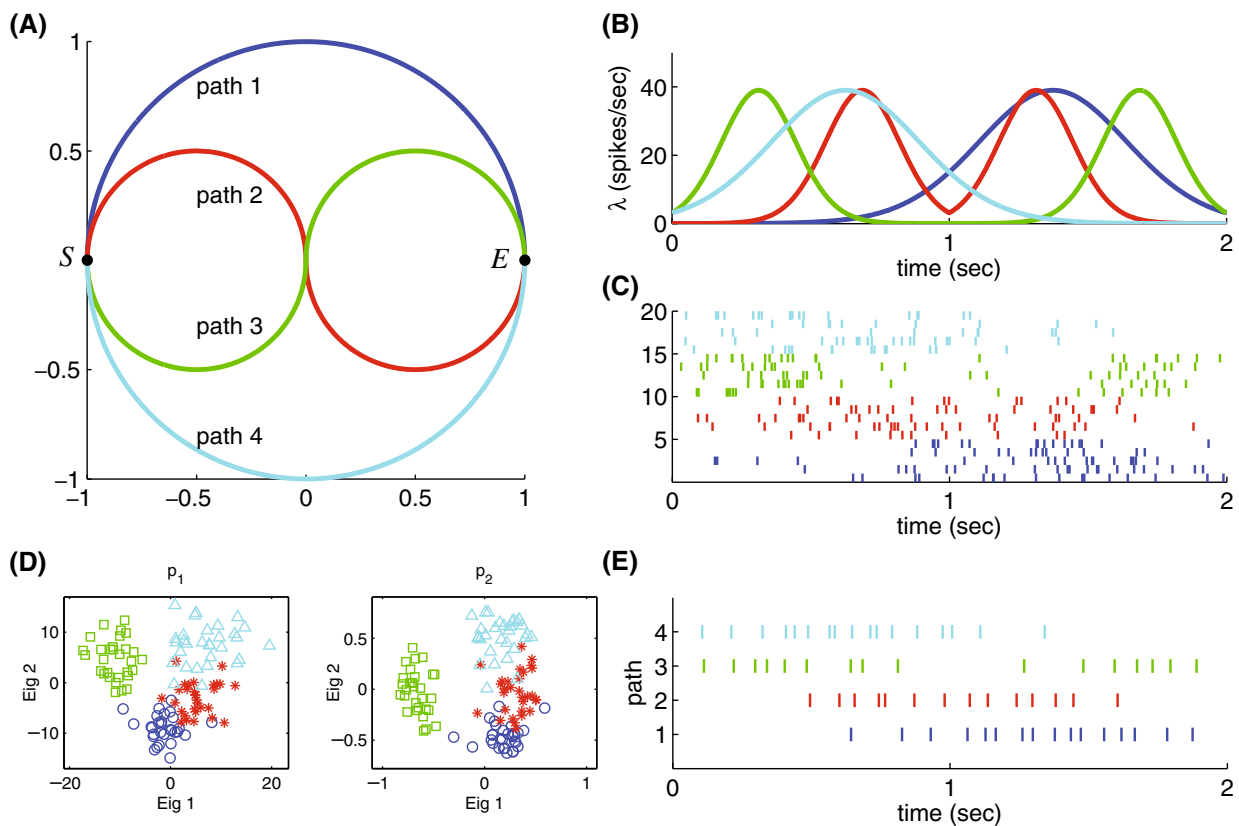 (A)
1
0.5
0
−0.5
−1
−1
−0.5
0
0.5
1
path 1
path 2
path 3
path 4
S
E
(B)
λ (spikes/sec)
40
20
0
0
1
2
time (sec)
(C)
20
15
10
5
0
1
2
time (sec)
(D)
p1
Eig 2
10
0
−10
−20
0
20
Eig 1
p2
Eig 2
0.5
0
−0.5
−1
0
1
Eig 1
(E)
path
4
3
2
1
0
1
2
time (sec)